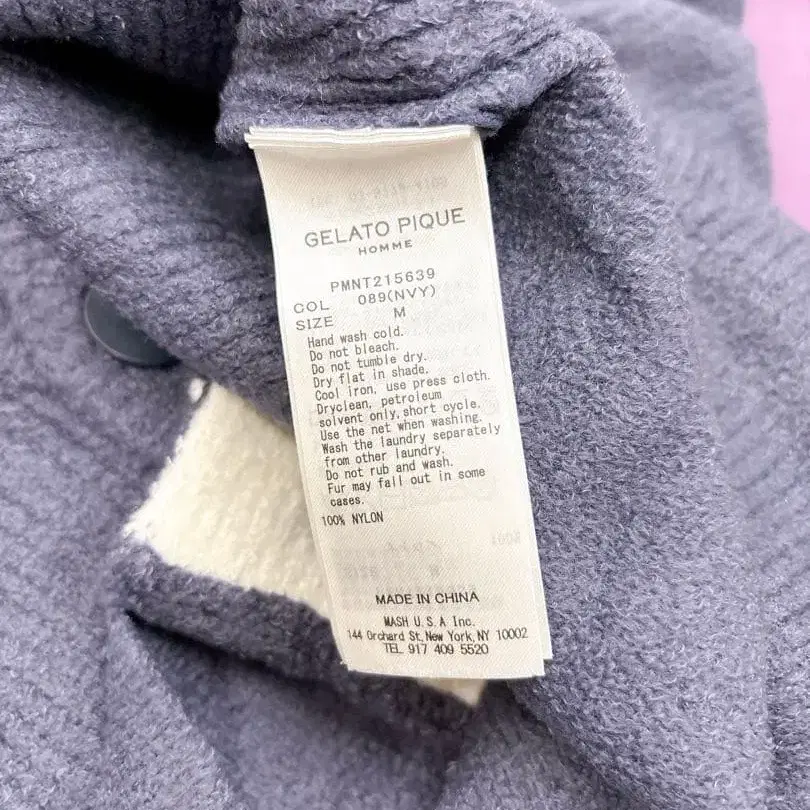 GELATO PIQUE
HOMME
PMNT215639
COL 089(NVY)
SIZE M
Hand wash cold.
Do not bleach.
Do not tumble dry.
Dry flat in shade.
Cool iron, use press cloth.
Dryclean, petroleum
solvent only, short cycle.
Use the net when washing.
Wash the laundry separately
from other laundry.
Do not rub and wash.
Fur may fall out in some
cases.
100% NYLON
MADE IN CHINA
MASH U.S.A Inc.
144 Orchard St, New York, NY 10002
TEL 917 409 5520